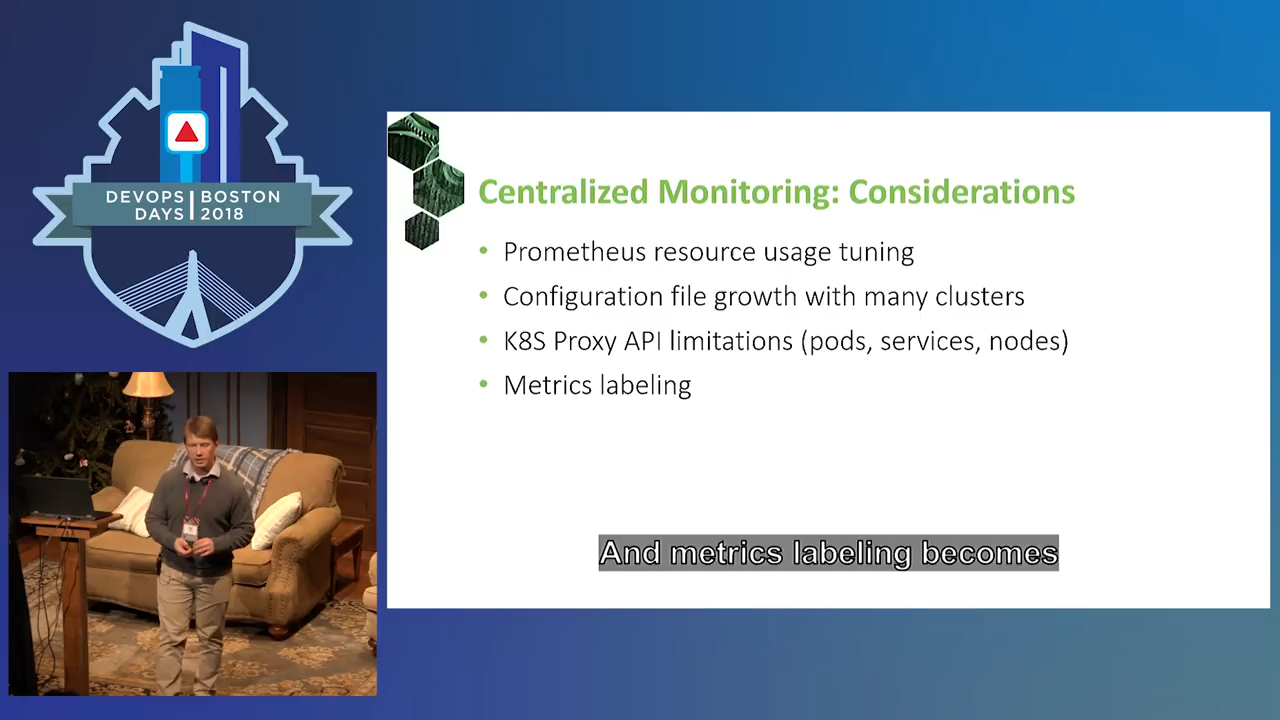 DEVOPS | BOSTON
DAYS | 2018
Centralized Monitoring: Considerations
• Prometheus resource usage tuning
• Configuration file growth with many clusters
• K8S Proxy API limitations (pods, services, nodes)
• Metrics labeling
And metrics labeling becomes